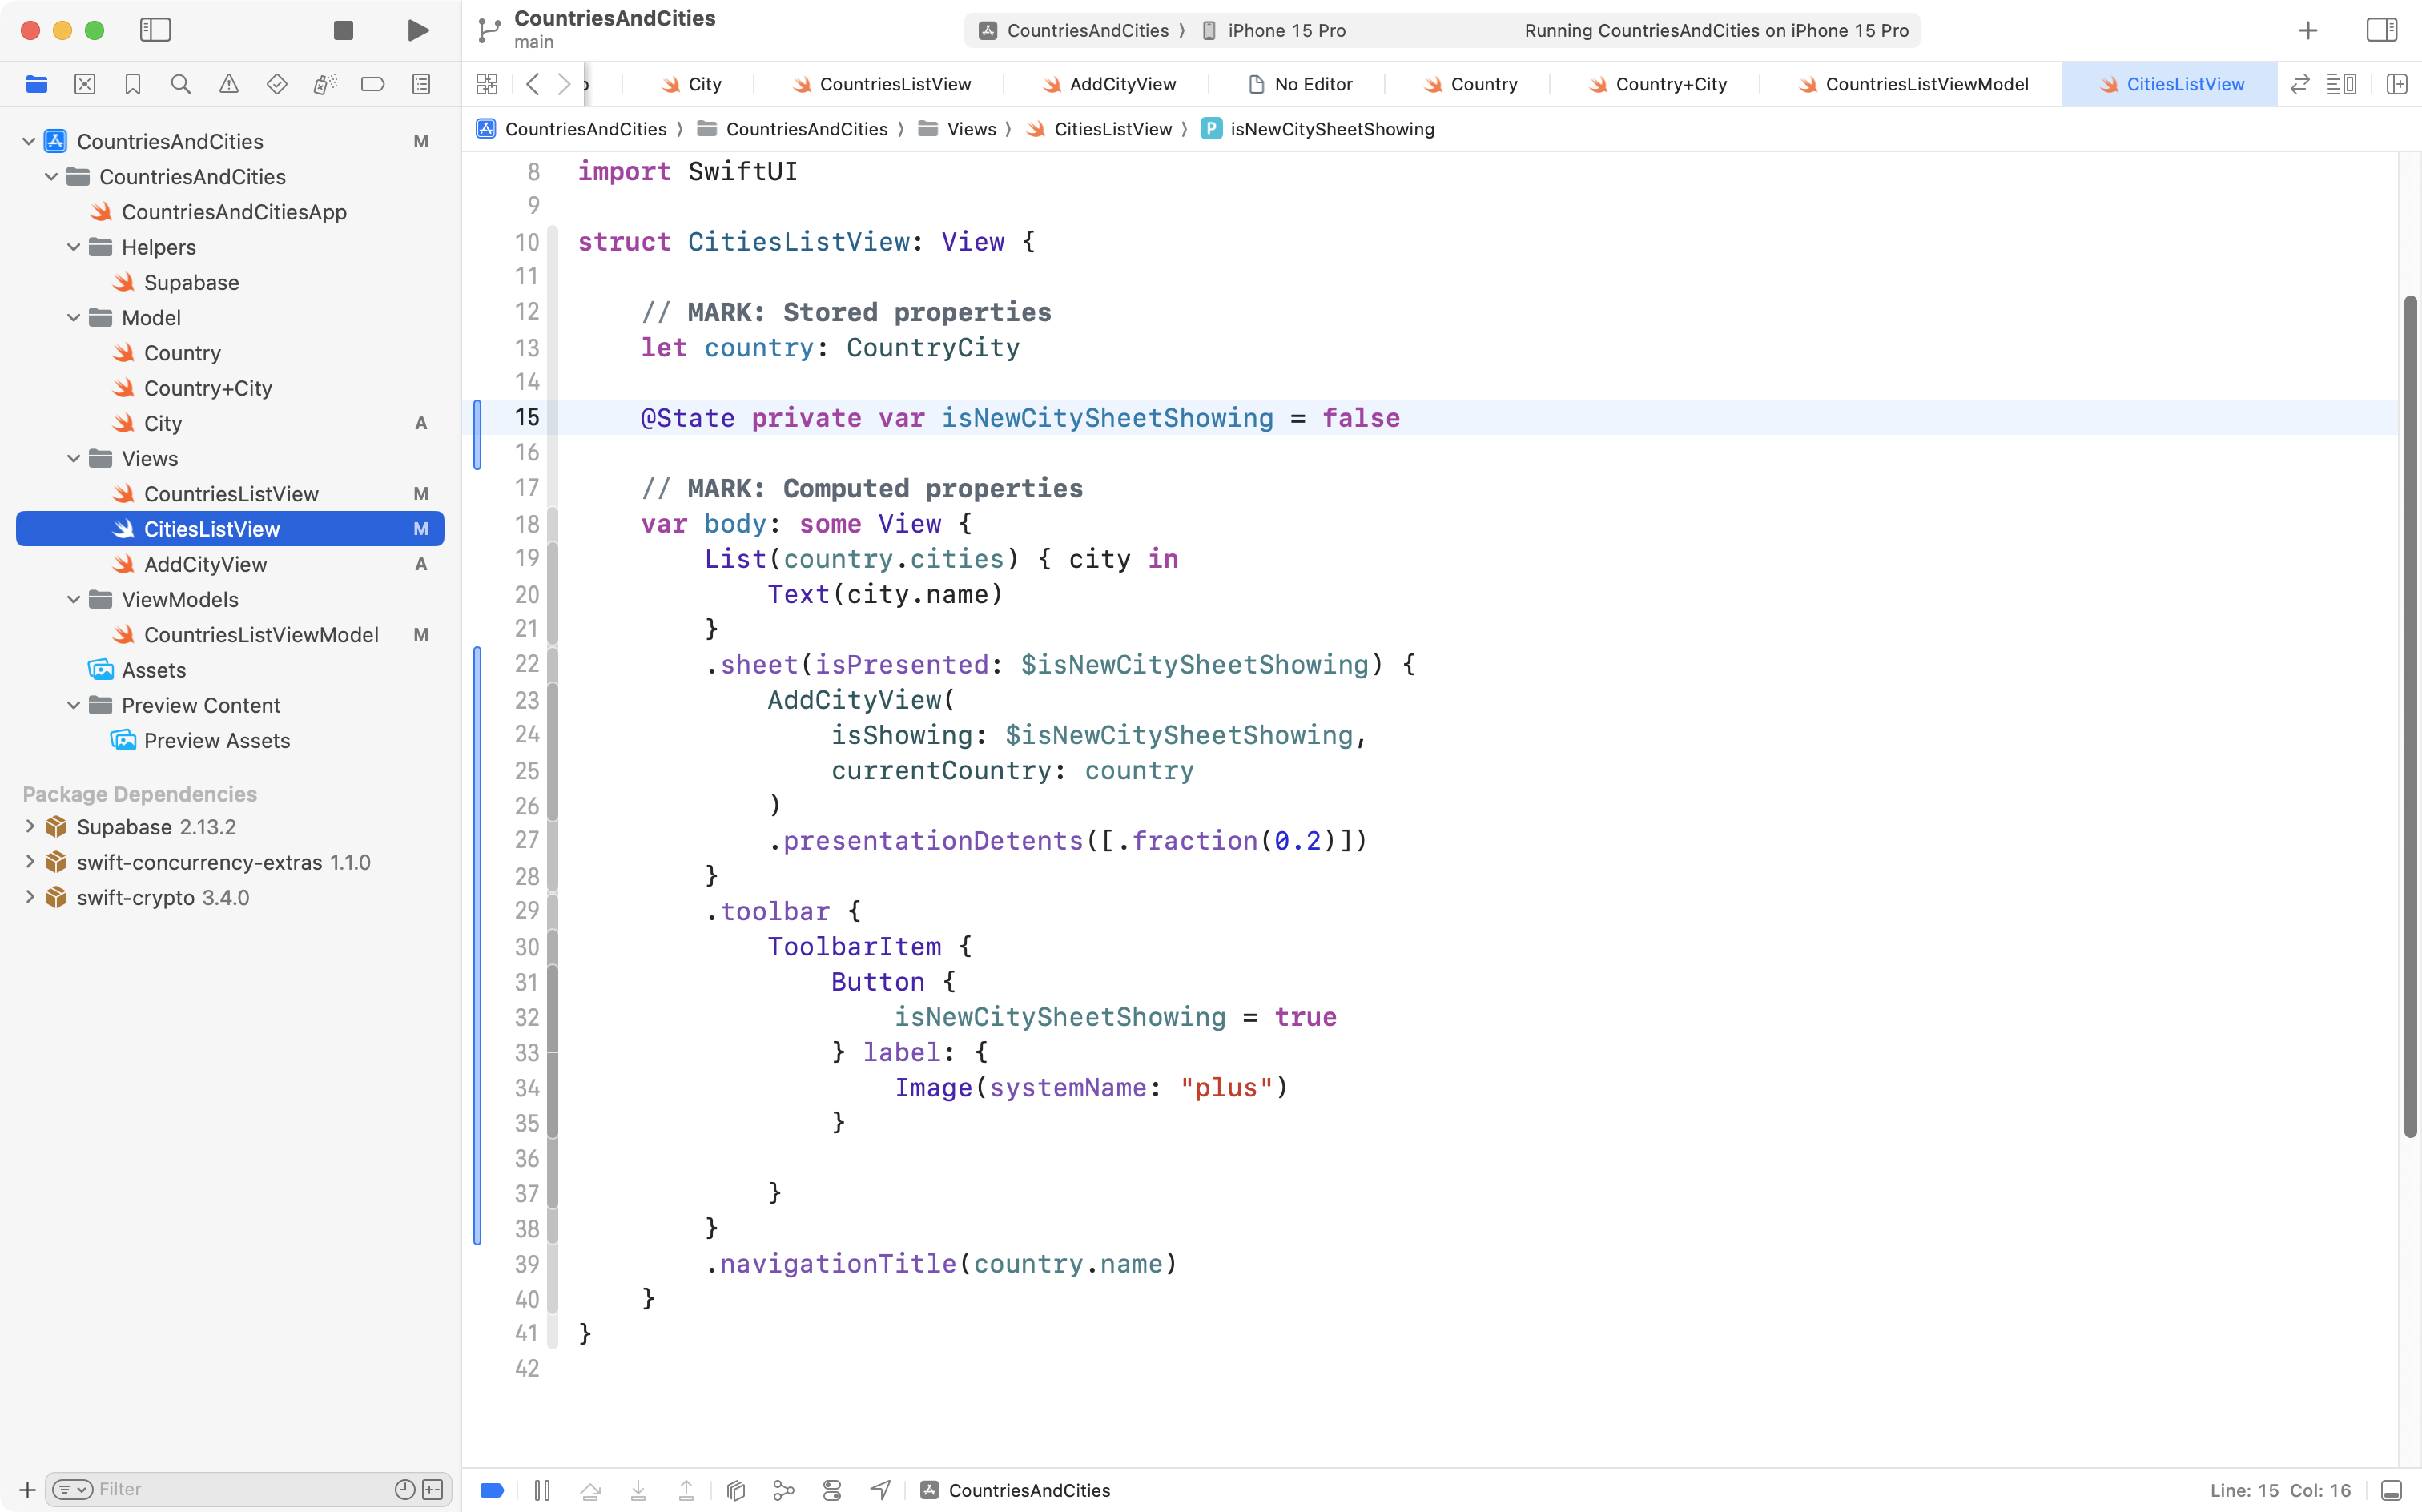 CountriesAndCities
main
CountriesAndCities ⟩ iPhone 15 Pro
Running CountriesAndCities on iPhone 15 Pro
City
CountriesListView
AddCityView
No Editor
Country
Country+City
CountriesListViewModel
CitiesListView
CountriesAndCities ⟩ CountriesAndCities ⟩ Views ⟩ CitiesListView ⟩ P isNewCitySheetShowing
CountriesAndCities M
CountriesAndCities
CountriesAndCitiesApp
Helpers
Supabase
Model
Country
Country+City
City A
Views
CountriesListView M
CitiesListView M
AddCityView A
ViewModels
CountriesListViewModel M
Assets
Preview Content
Preview Assets
Package Dependencies
Supabase 2.13.2
swift-concurrency-extras 1.1.0
swift-crypto 3.4.0
Filter
8 import SwiftUI
9
10 struct CitiesListView: View {
11
12     // MARK: Stored properties
13     let country: CountryCity
14
15     @State private var isNewCitySheetShowing = false
16
17     // MARK: Computed properties
18     var body: some View {
19         List(country.cities) { city in
20             Text(city.name)
21         }
22         .sheet(isPresented: $isNewCitySheetShowing) {
23             AddCityView(
24                 isShowing: $isNewCitySheetShowing,
25                 currentCountry: country
26             )
27             .presentationDetents([.fraction(0.2)])
28         }
29         .toolbar {
30             ToolbarItem {
31                 Button {
32                     isNewCitySheetShowing = true
33                 } label: {
34                     Image(systemName: "plus")
35                 }
36
37             }
38         }
39         .navigationTitle(country.name)
40     }
41 }
42
CountriesAndCities
Line: 15 Col: 16